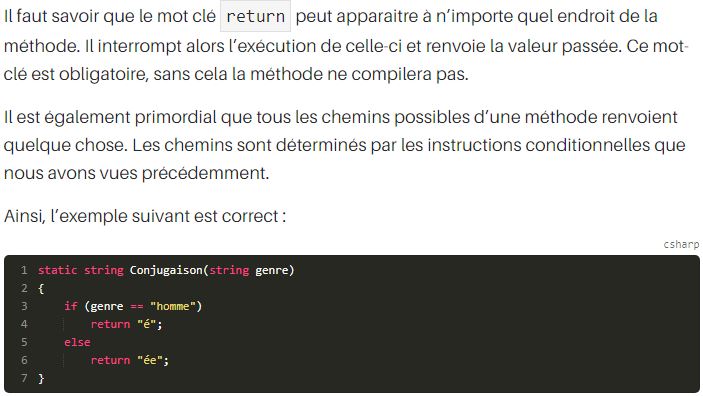 Il faut savoir que le mot clé return peut apparaitre à n’importe quel endroit de la
méthode. Il interrompt alors l’exécution de celle-ci et renvoie la valeur passée. Ce mot-
clé est obligatoire, sans cela la méthode ne compilera pas.
Il est également primordial que tous les chemins possibles d’une méthode renvoient
quelque chose. Les chemins sont déterminés par les instructions conditionnelles que
nous avons vues précédemment.
Ainsi, l’exemple suivant est correct :
csharp
1 static string Conjugaison(string genre)
2 {
3     if (genre == "homme")
4         return "é";
5     else
6         return "ée";
7 }